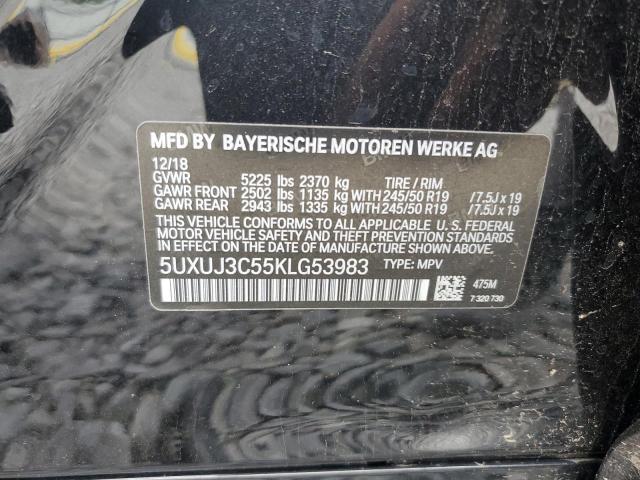 MFD BY BAYERISCHE MOTOREN WERKE AG
12/18
GVWR 5225 lbs 2370 kg TIRE / RIM
GAWR FRONT 2502 lbs 1135 kg WITH 245/50 R19 / 7.5J x 19
GAWR REAR 2943 lbs 1335 kg WITH 245/50 R19 / 7.5J x 19
THIS VEHICLE CONFORMS TO ALL APPLICABLE U. S. FEDERAL
MOTOR VEHICLE SAFETY AND THEFT PREVENTION STANDARDS
IN EFFECT ON THE DATE OF MANUFACTURE SHOWN ABOVE.
5UXUJ3C55KLG53983 TYPE: MPV
475M
7 320 730